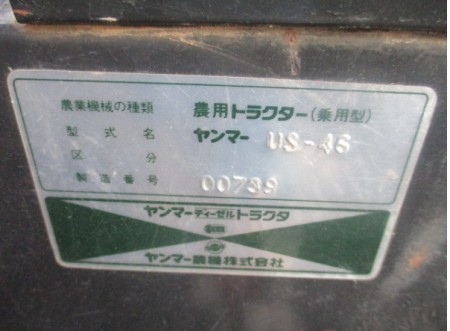 農業機械の種類 農用トラクター(乗用型)
型式名 ヤンマー US-46
区分
製造番号 00739
ヤンマーディーゼルトラクタ
ヤンマー農機株式会社